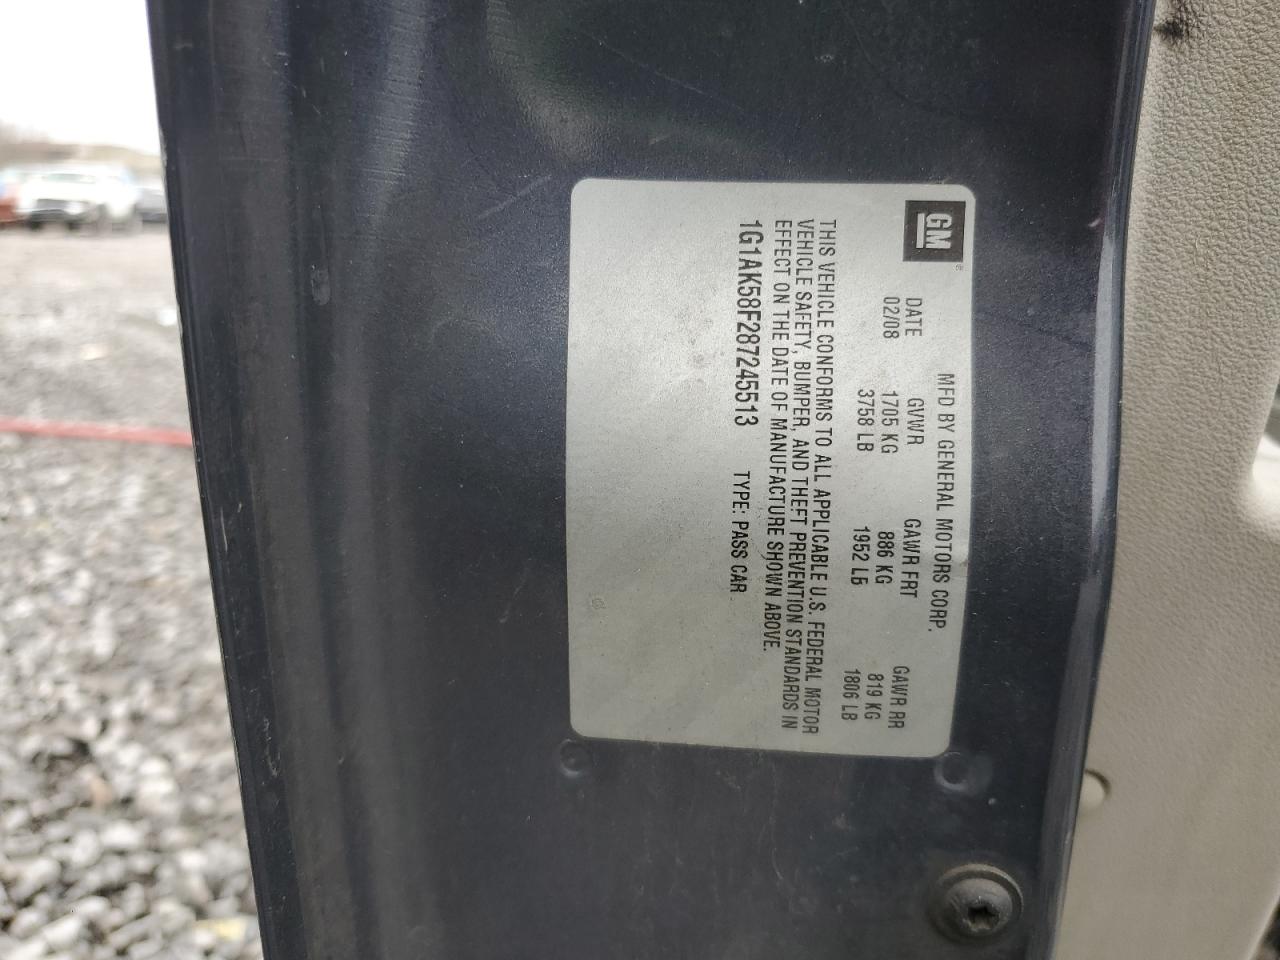 GM
MFD BY GENERAL MOTORS CORP.
DATE GVWR GAWR FRT GAWR RR
02/08 1705 KG 886 KG 819 KG
3758 LB 1952 LB 1806 LB
THIS VEHICLE CONFORMS TO ALL APPLICABLE U.S. FEDERAL MOTOR
VEHICLE SAFETY, BUMPER, AND THEFT PREVENTION STANDARDS IN
EFFECT ON THE DATE OF MANUFACTURE SHOWN ABOVE.
1G1AK58F287245513 TYPE: PASS CAR